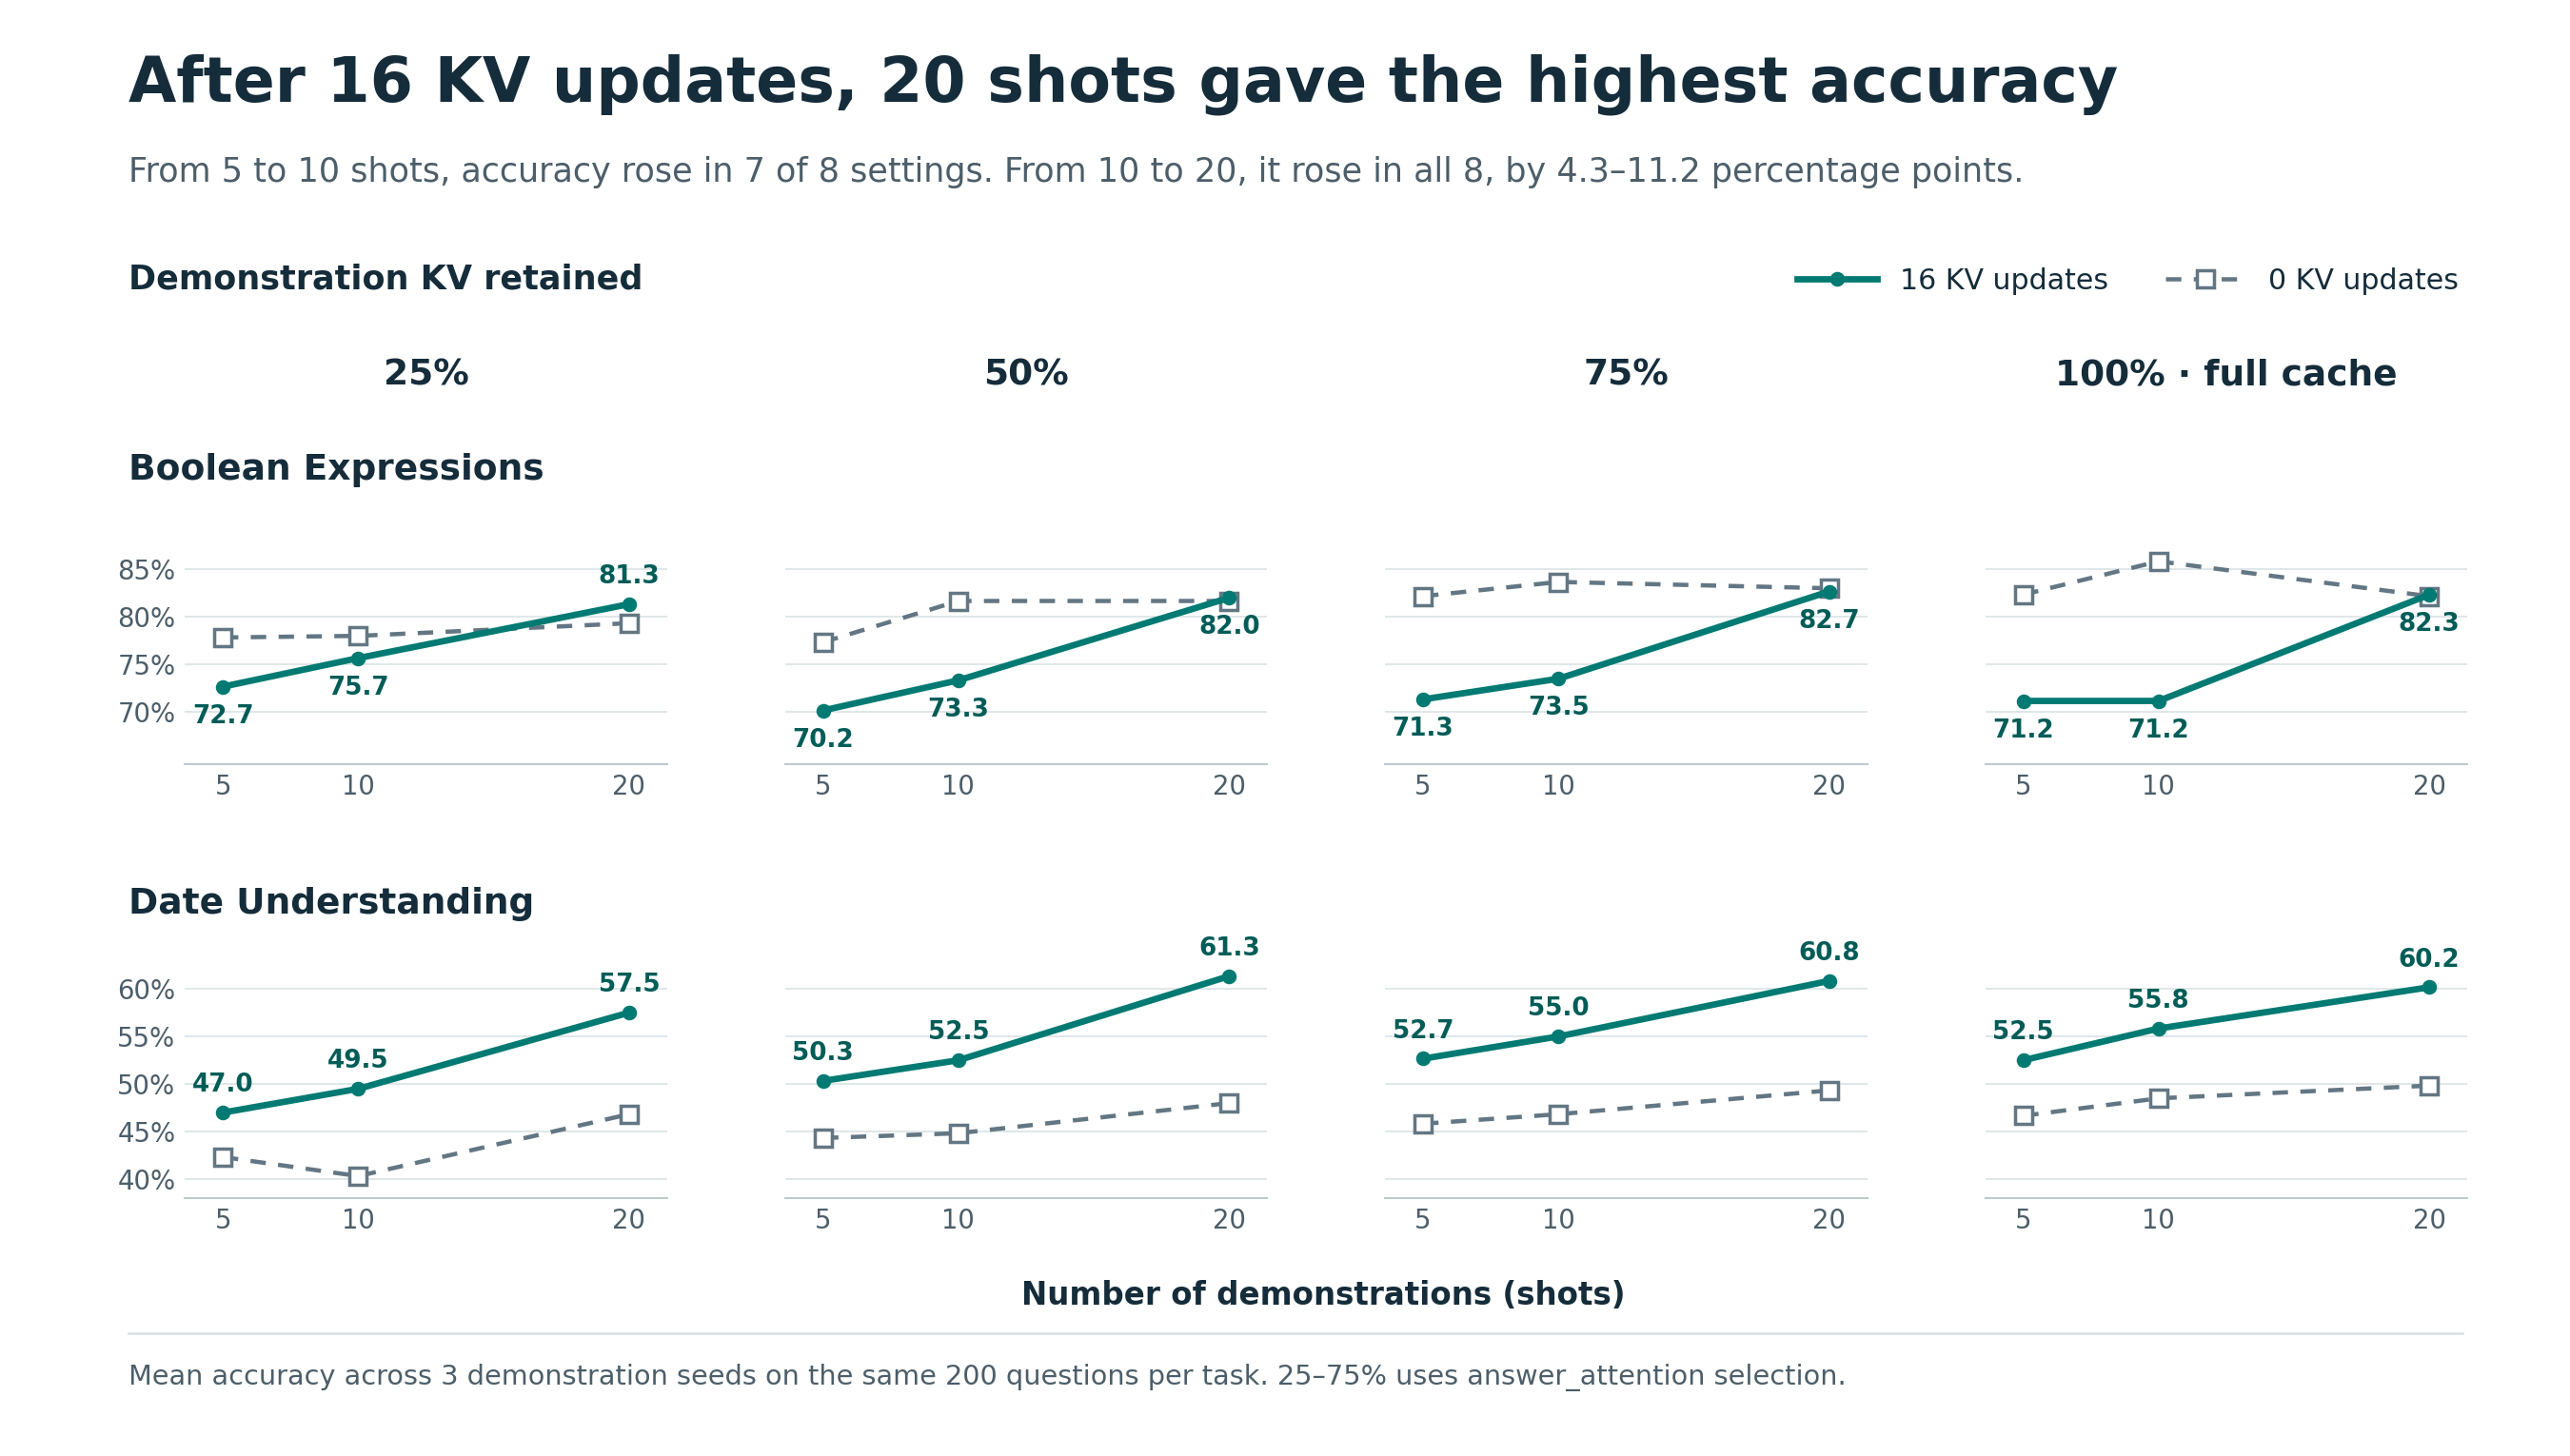 After 16 KV updates, 20 shots gave the highest accuracy
From 5 to 10 shots, accuracy rose in 7 of 8 settings. From 10 to 20, it rose in all 8, by 4.3–11.2 percentage points.
Demonstration KV retained
16 KV updates 0 KV updates
25% 50% 75% 100% · full cache
Boolean Expressions
85%
80%
75%
70%
72.7 75.7 81.3
5 10 20
70.2 73.3 82.0
5 10 20
71.3 73.5 82.7
5 10 20
71.2 71.2 82.3
5 10 20
Date Understanding
60%
55%
50%
45%
40%
47.0 49.5 57.5
5 10 20
50.3 52.5 61.3
5 10 20
52.7 55.0 60.8
5 10 20
52.5 55.8 60.2
5 10 20
Number of demonstrations (shots)
Mean accuracy across 3 demonstration seeds on the same 200 questions per task. 25–75% uses answer_attention selection.